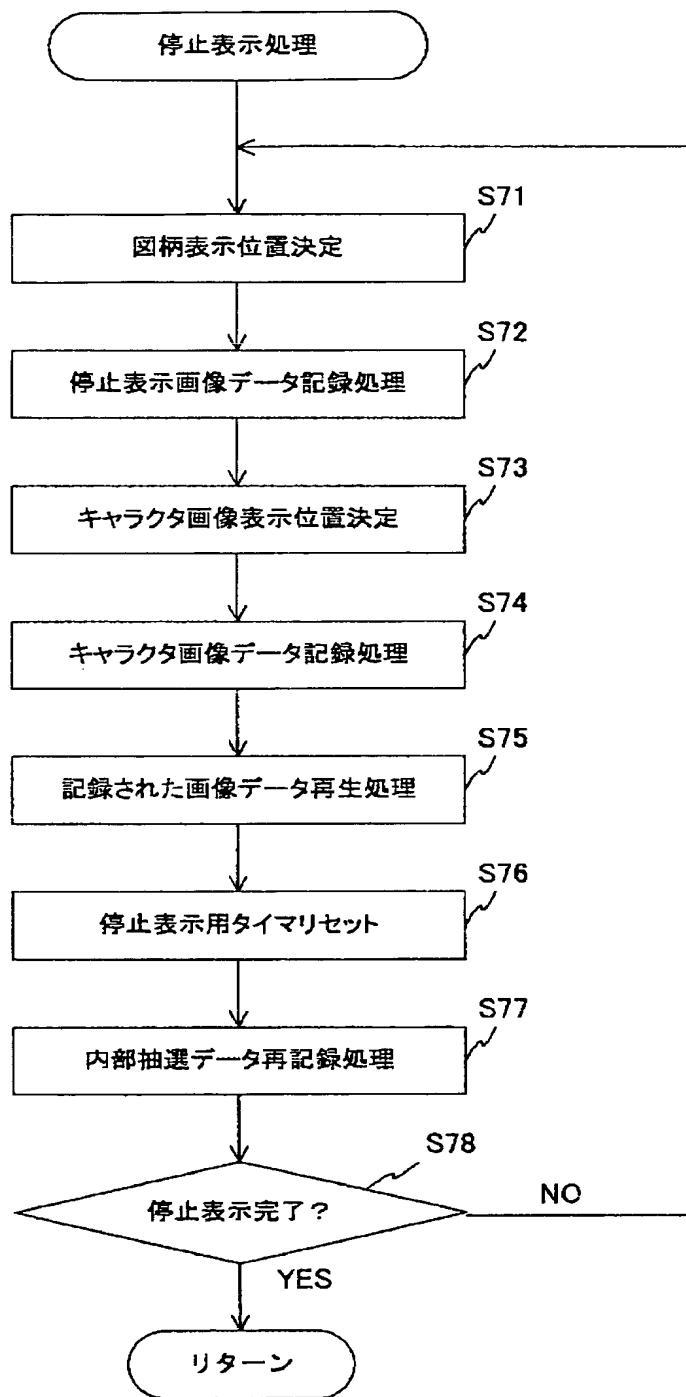 停止表示処理
S71
図柄表示位置決定
S72
停止表示画像データ記録処理
S73
キャラクタ画像表示位置決定
S74
キャラクタ画像データ記録処理
S75
記録された画像データ再生処理
S76
停止表示用タイマリセット
S77
内部抽選データ再記録処理
S78
停止表示完了?
NO
YES
リターン